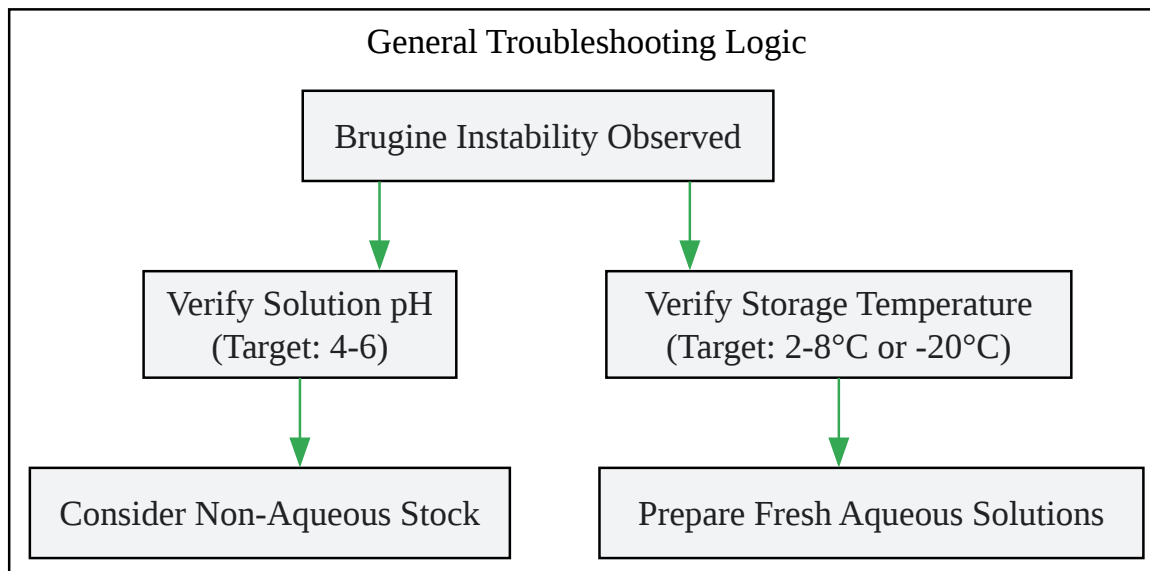 General Troubleshooting Logic
Brugine Instability Observed
Verify Solution pH
(Target: 4-6)
Verify Storage Temperature
(Target: 2-8°C or -20°C)
Consider Non-Aqueous Stock
Prepare Fresh Aqueous Solutions